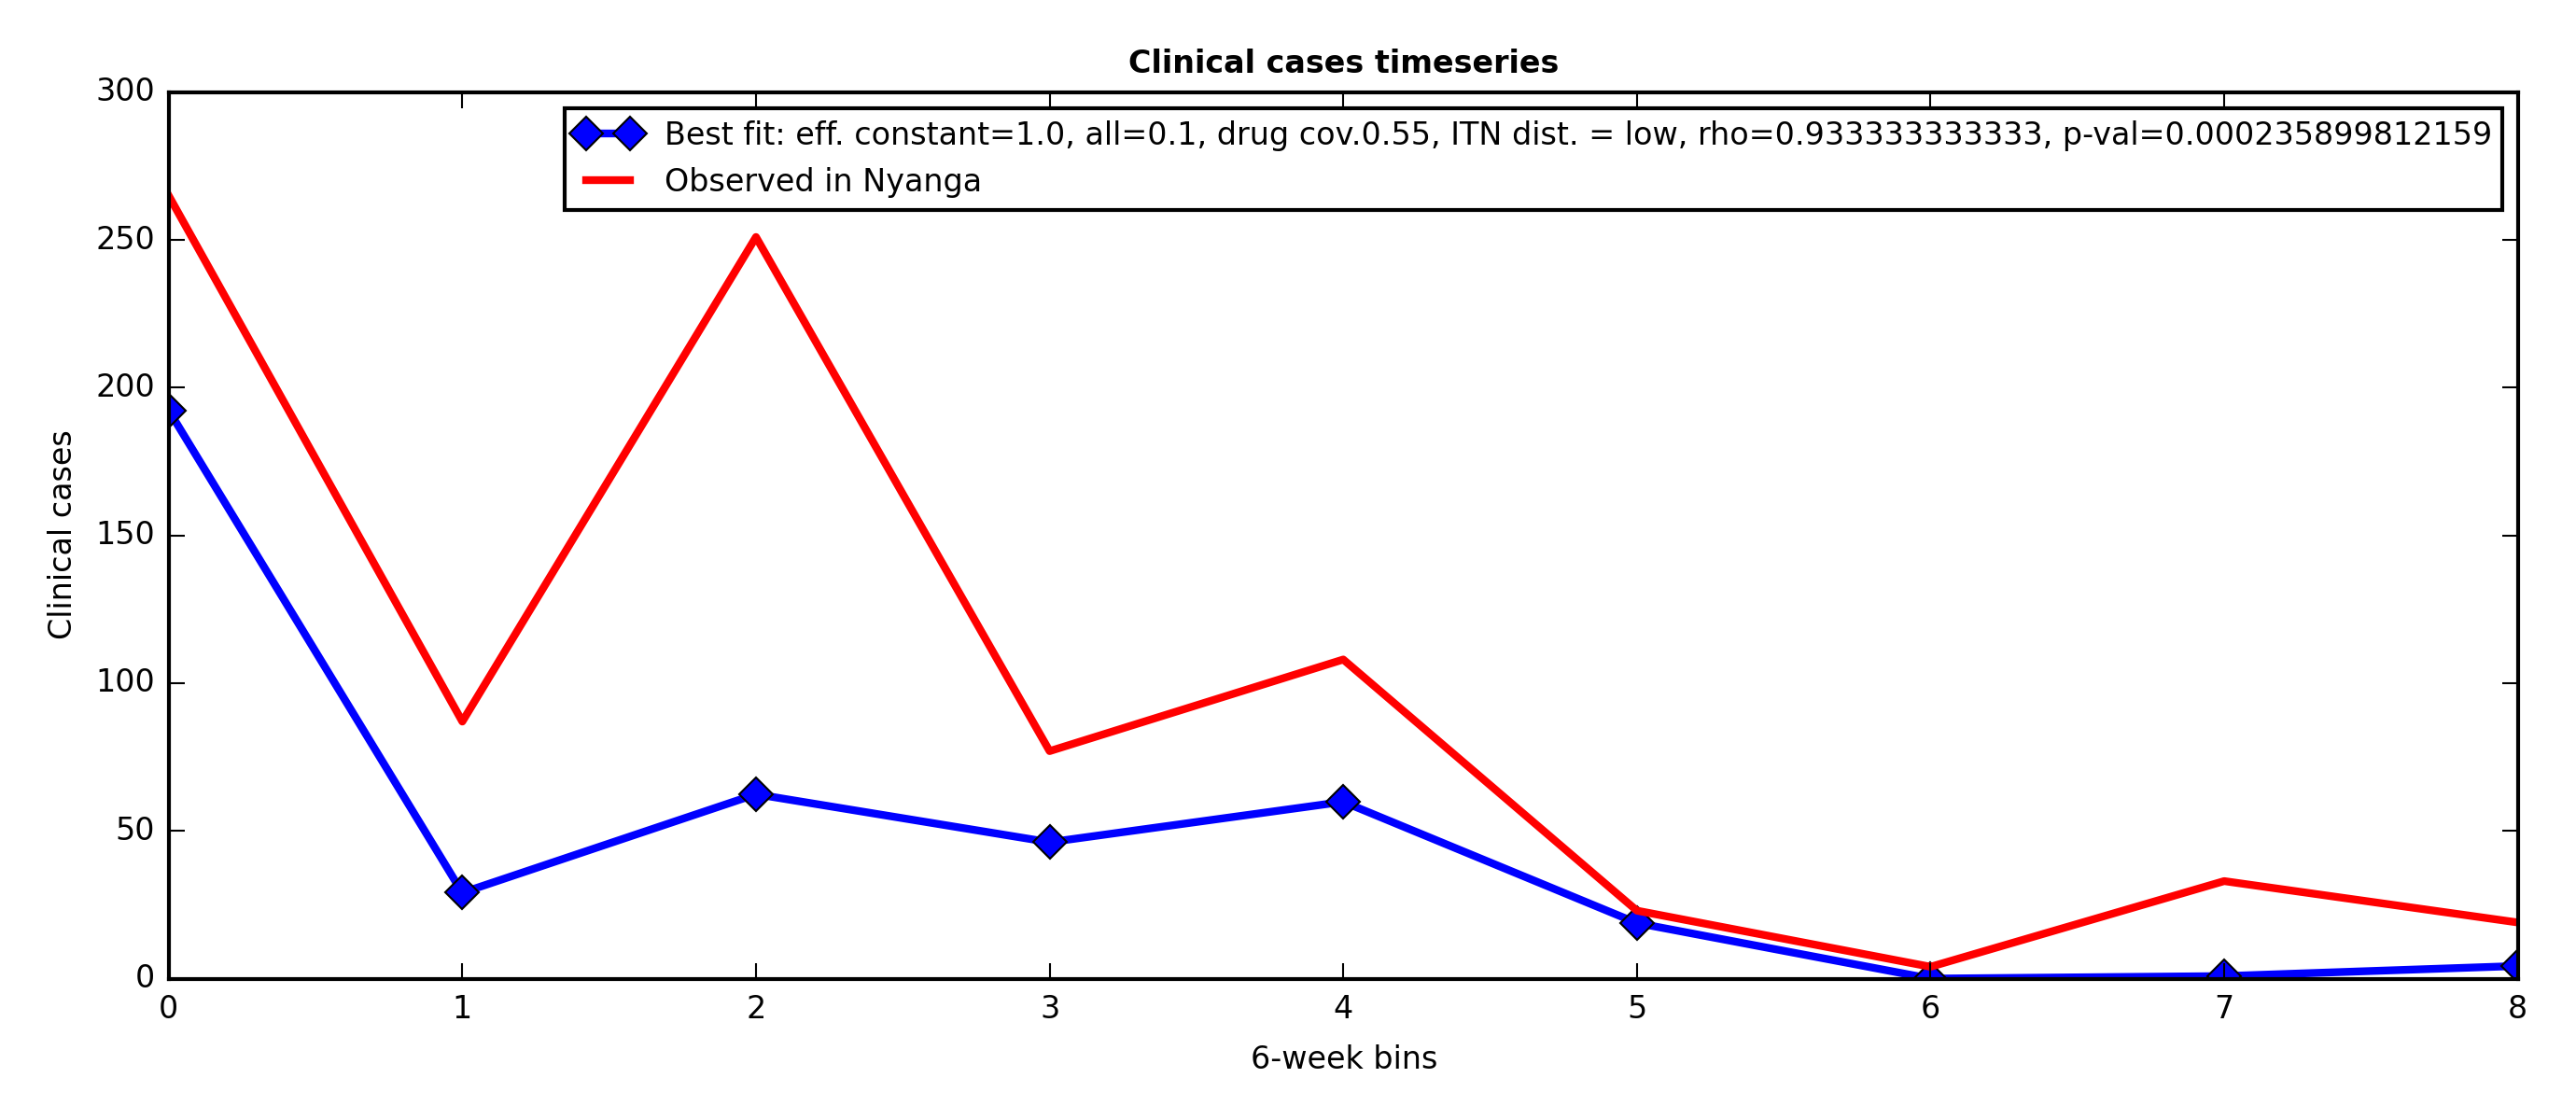 Clinical cases timeseries
300
250
200
150
100
50
0
Clinical cases
Best fit: eff. constant=1.0, all=0.1, drug cov.0.55, ITN dist. = low, rho=0.933333333333, p-val=0.000235899812159
Observed in Nyanga
0 1 2 3 4 5 6 7 8
6-week bins